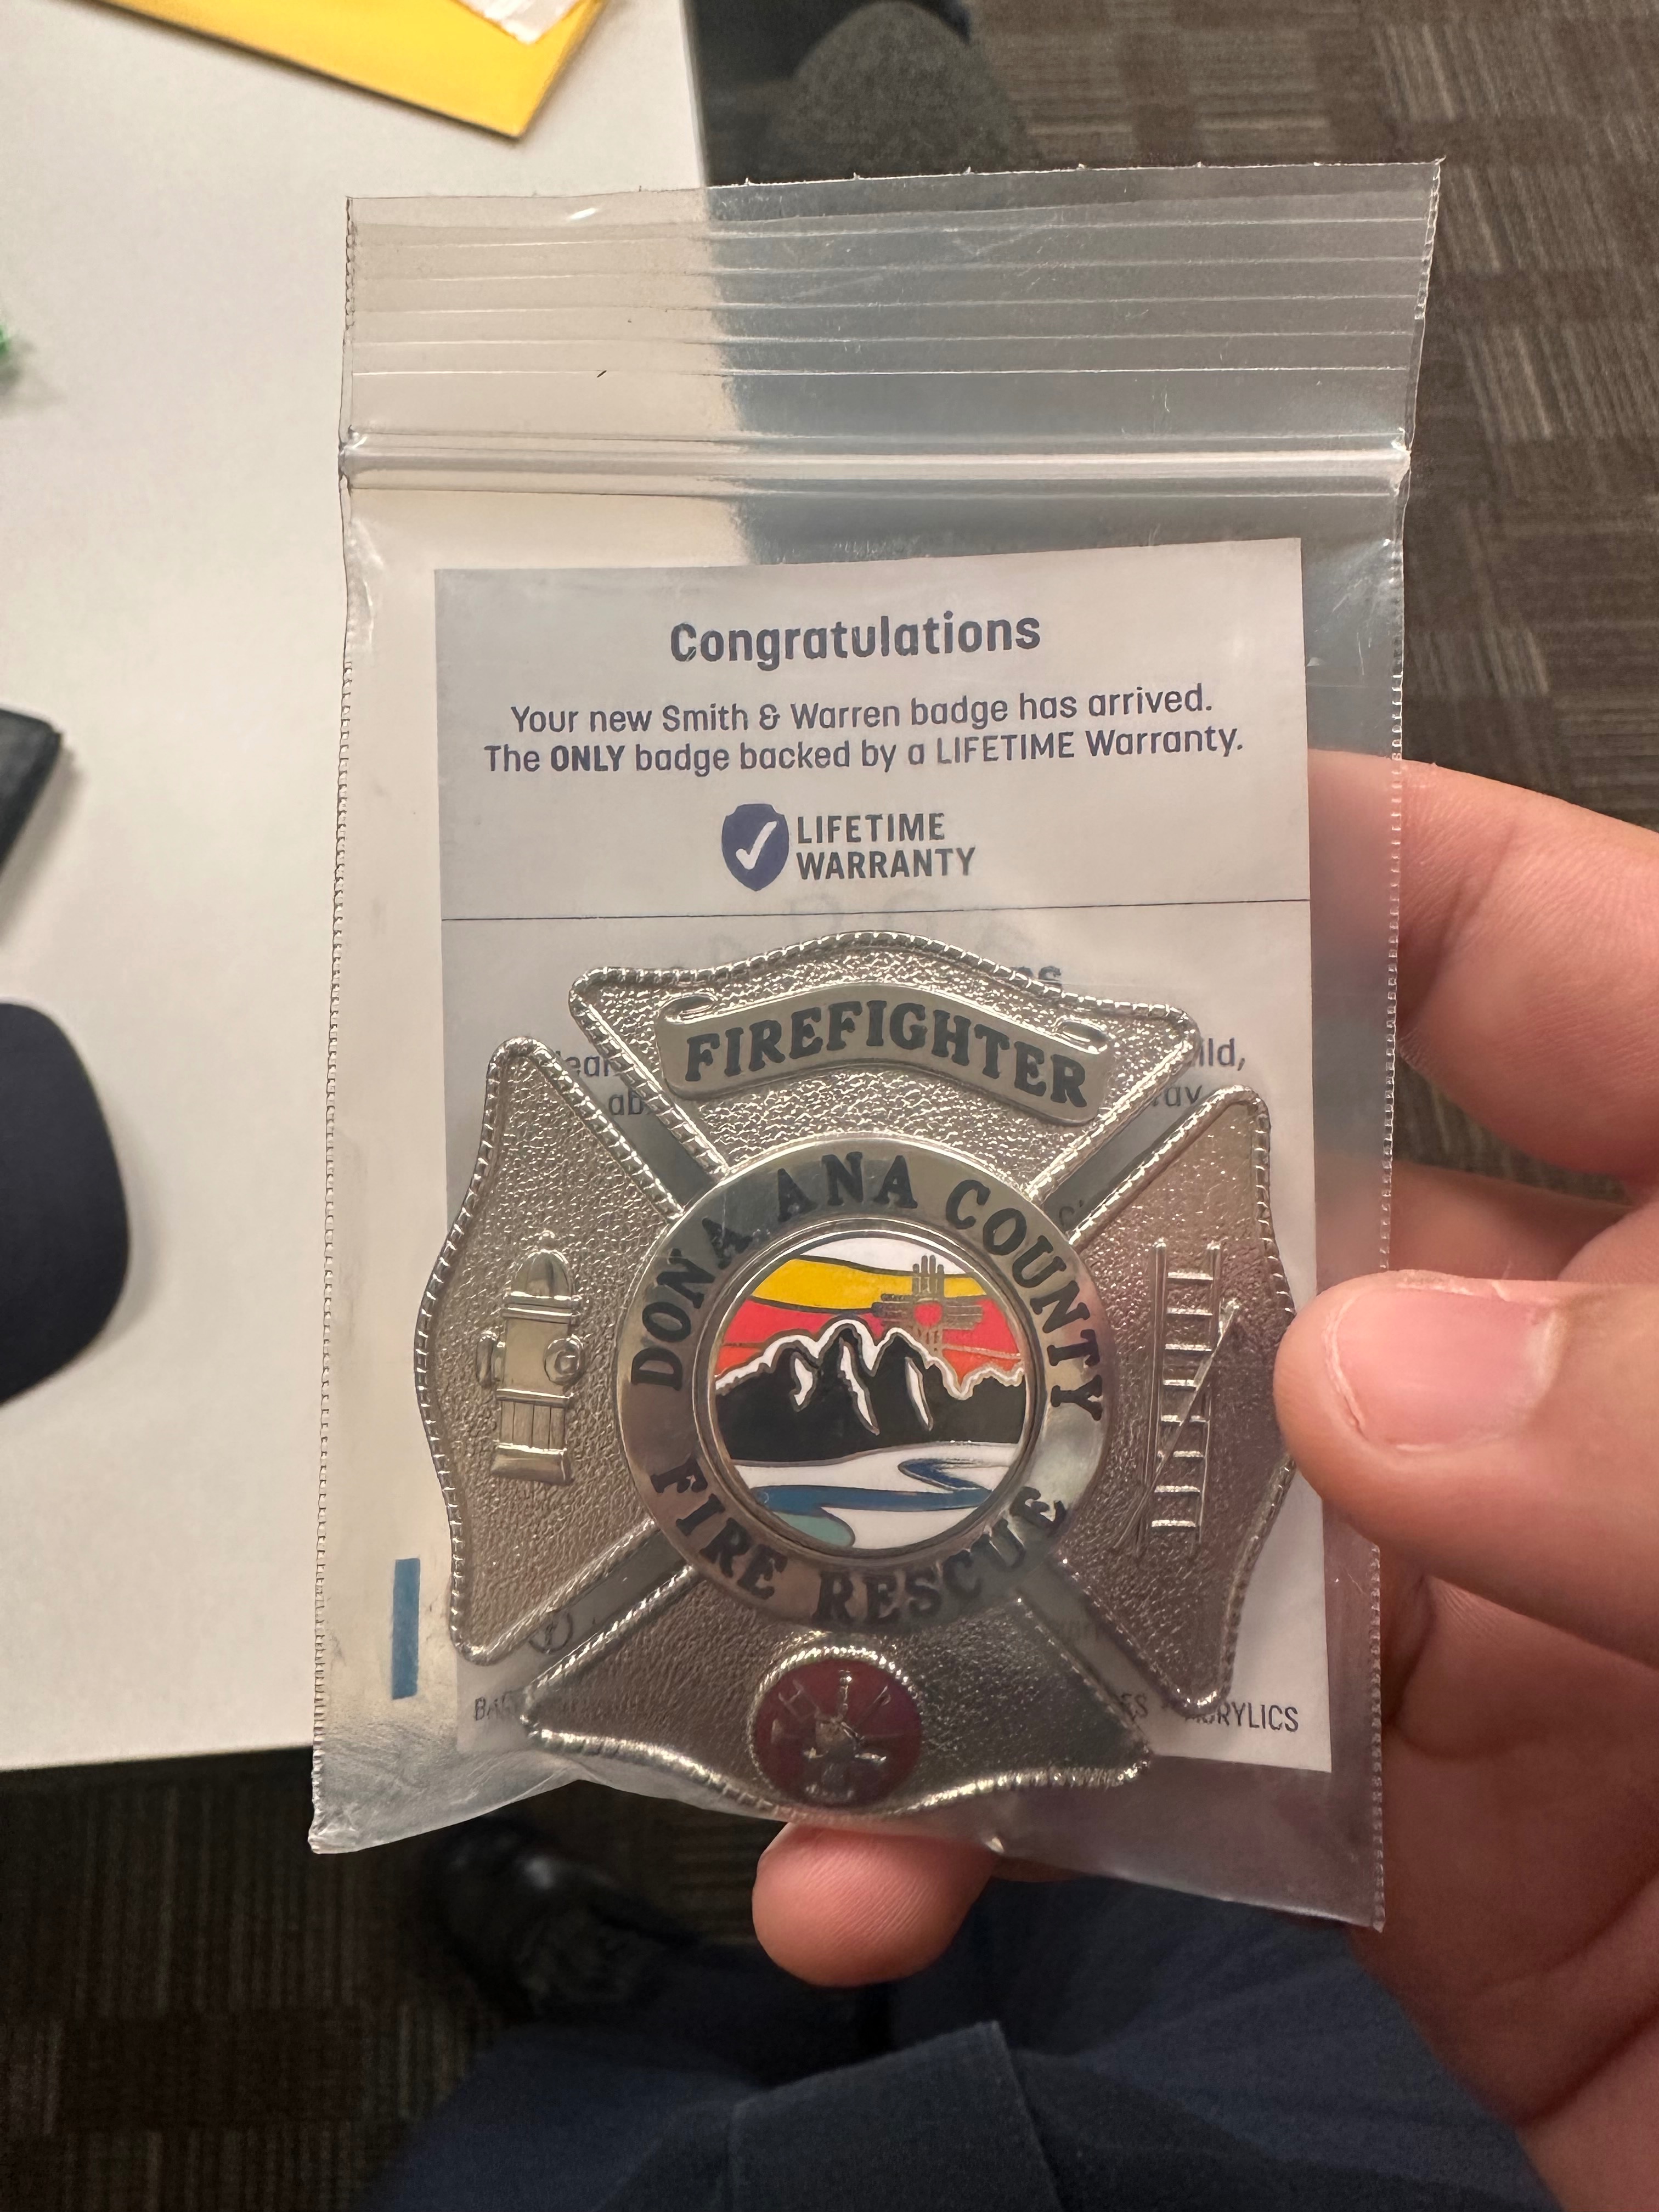 Congratulations
Your new Smith & Warren badge has arrived.
The ONLY badge backed by a LIFETIME Warranty.
LIFETIME
WARRANTY
FIREFIGHTER
DONA ANA COUNTY
FIRE RESCUE